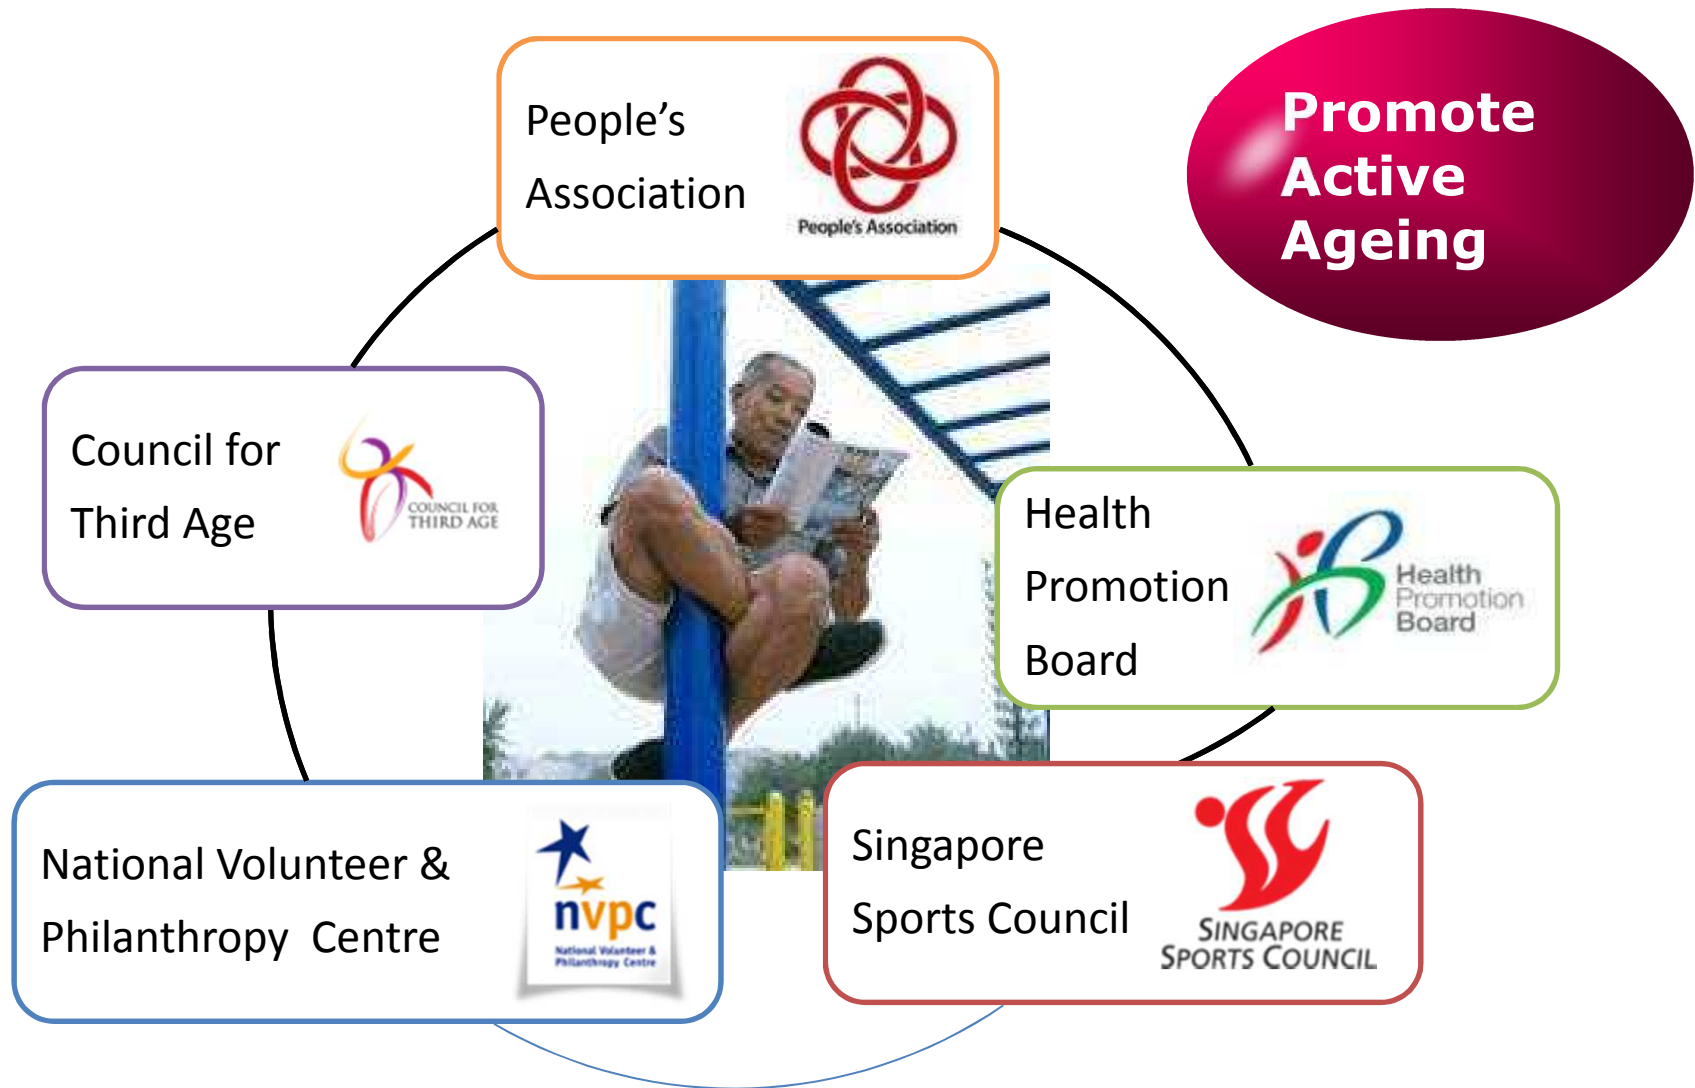 People's
Association
People's Association
Promote
Active
Ageing
Council for
Third Age
COUNCIL FOR
THIRD AGE
Health
Promotion
Board
Health
Promotion
Board
National Volunteer &
Philanthropy Centre
nvpc
National Volunteer &
Philanthropy Centre
Singapore
Sports Council
SINGAPORE
SPORTS COUNCIL